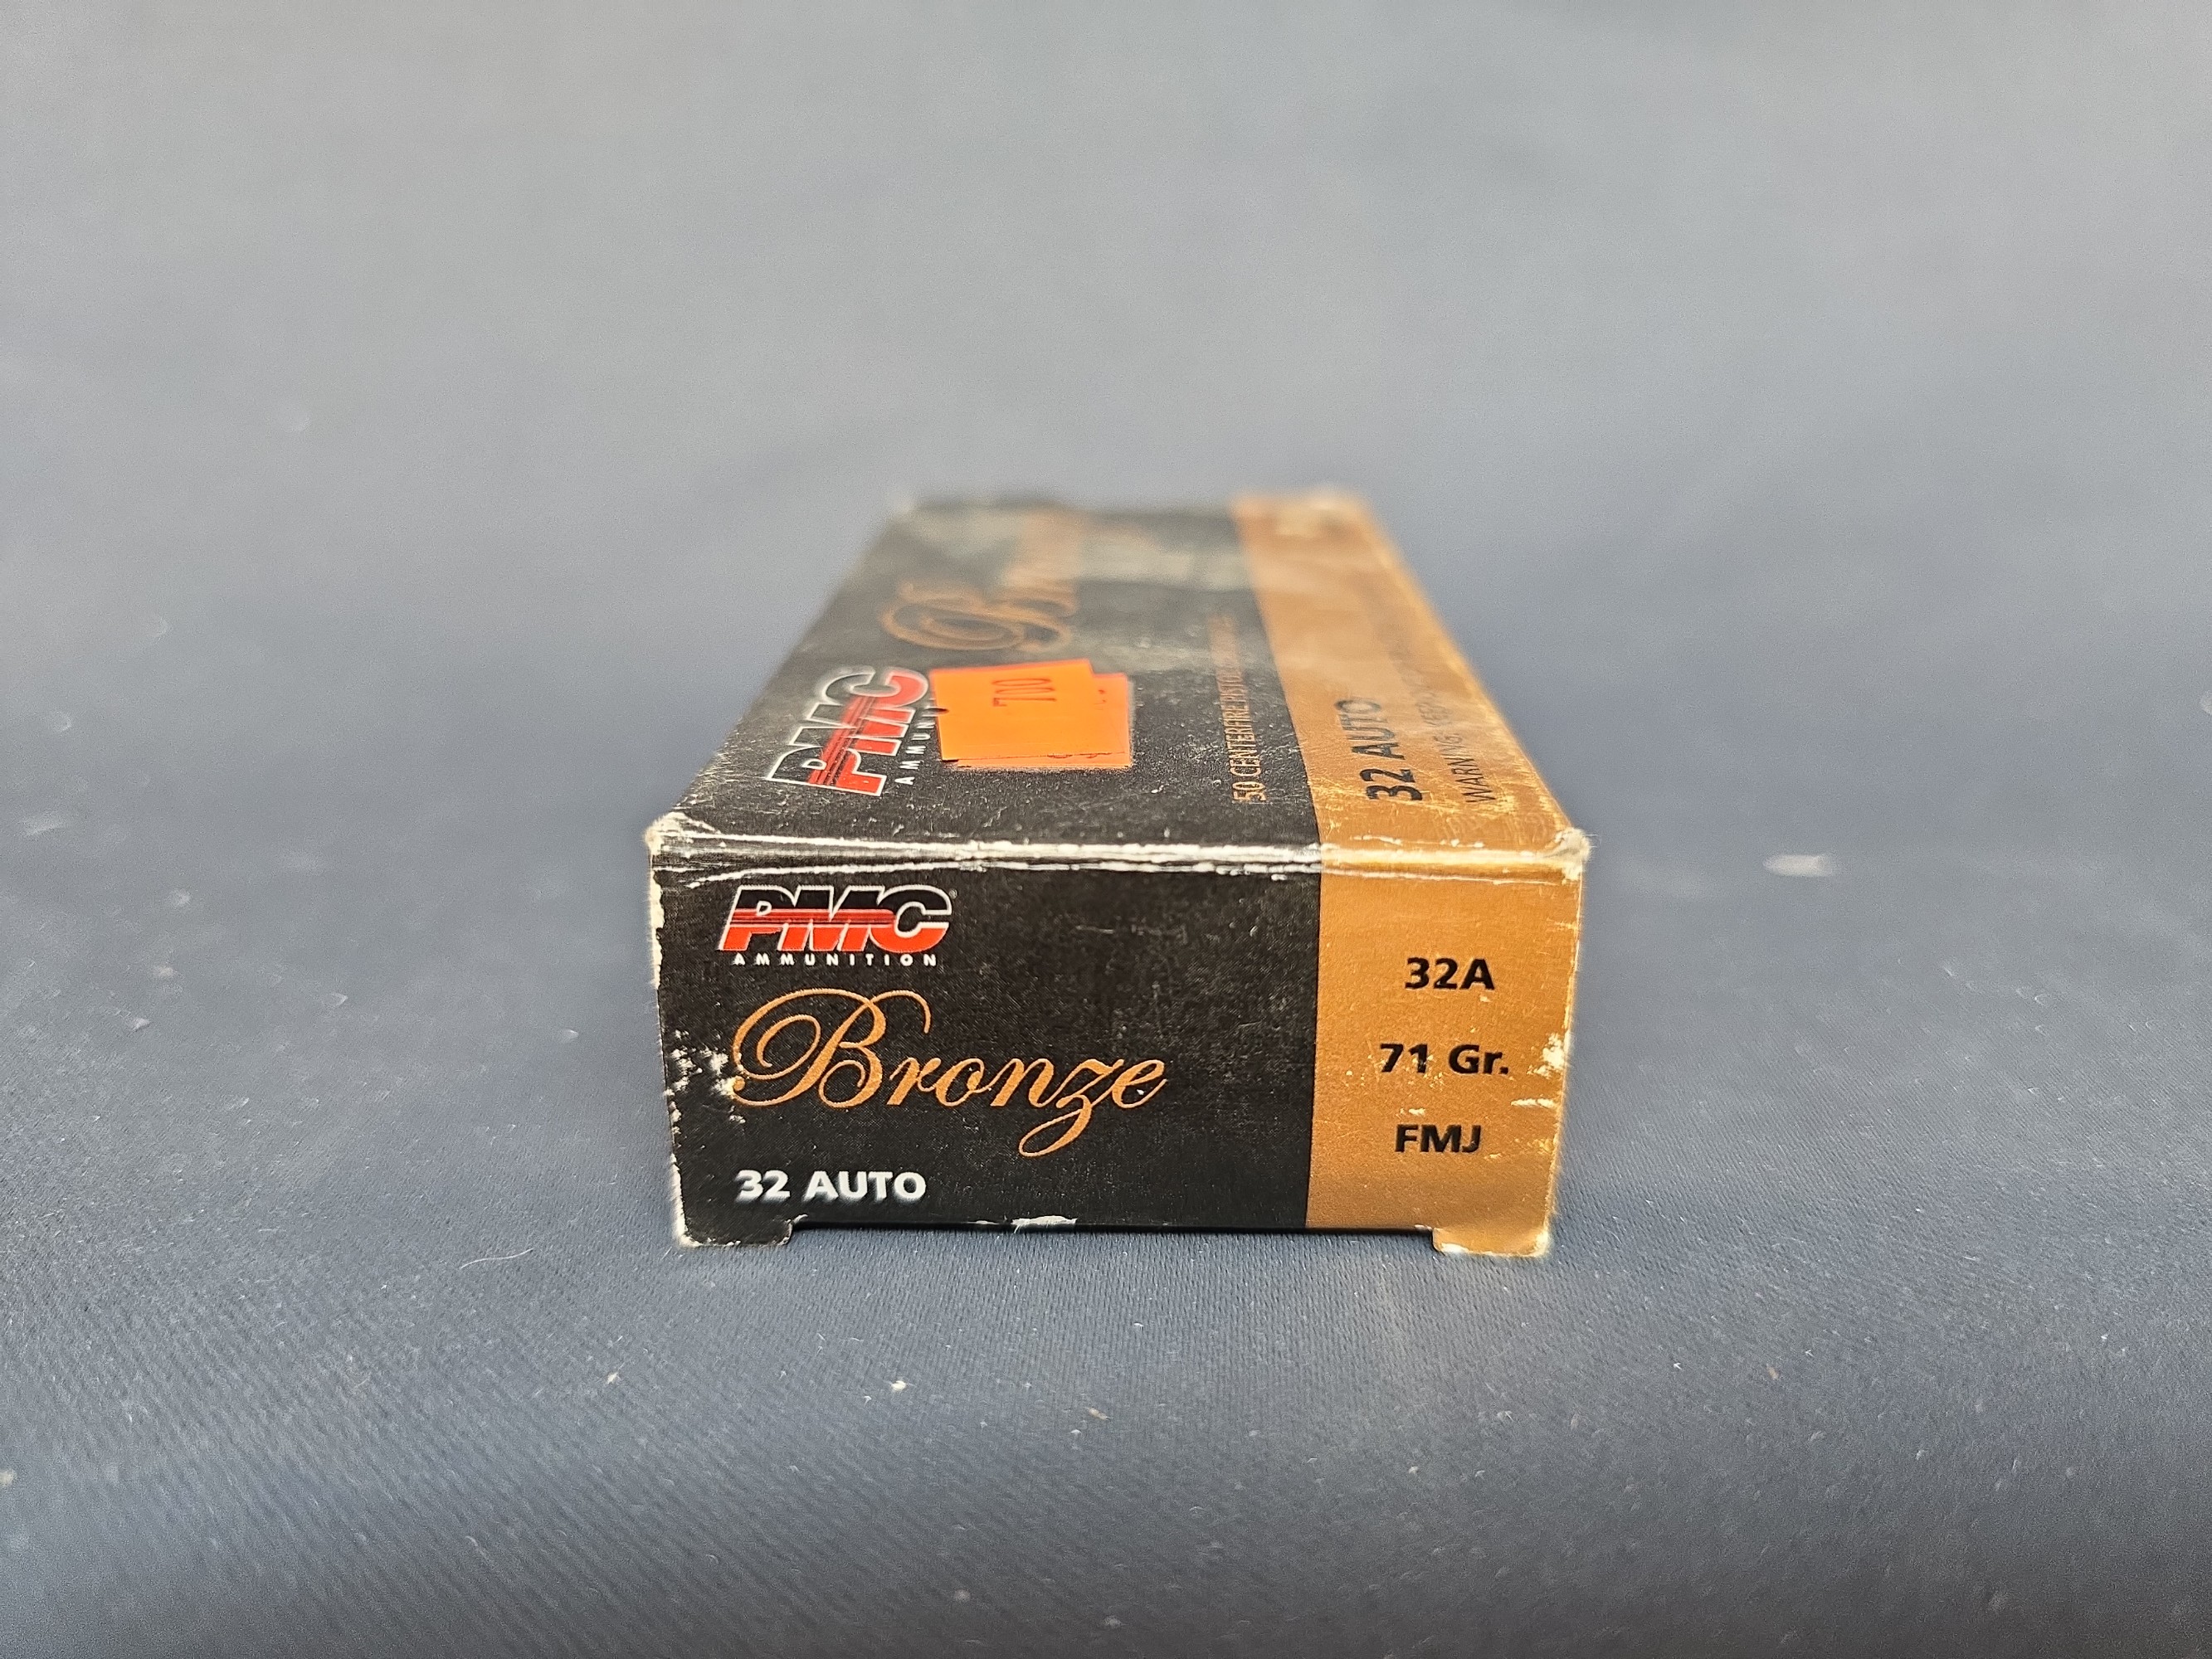 PMC
AMMUNITION
Bronze
32 AUTO
32A
71 Gr.
FMJ
PMC
700
50 CENTERFIRE
32 AUTO
WARNING: